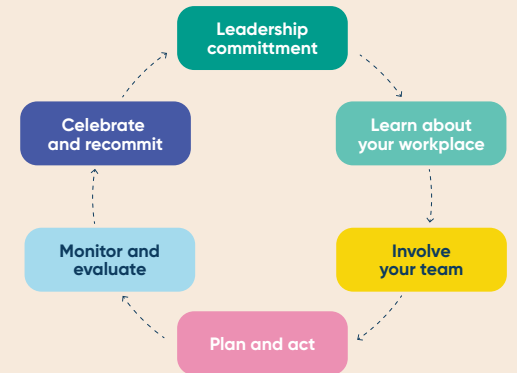 Leadership
committment
Learn about
your workplace
Involve
your team
Plan and act
Monitor and
evaluate
Celebrate
and recommit